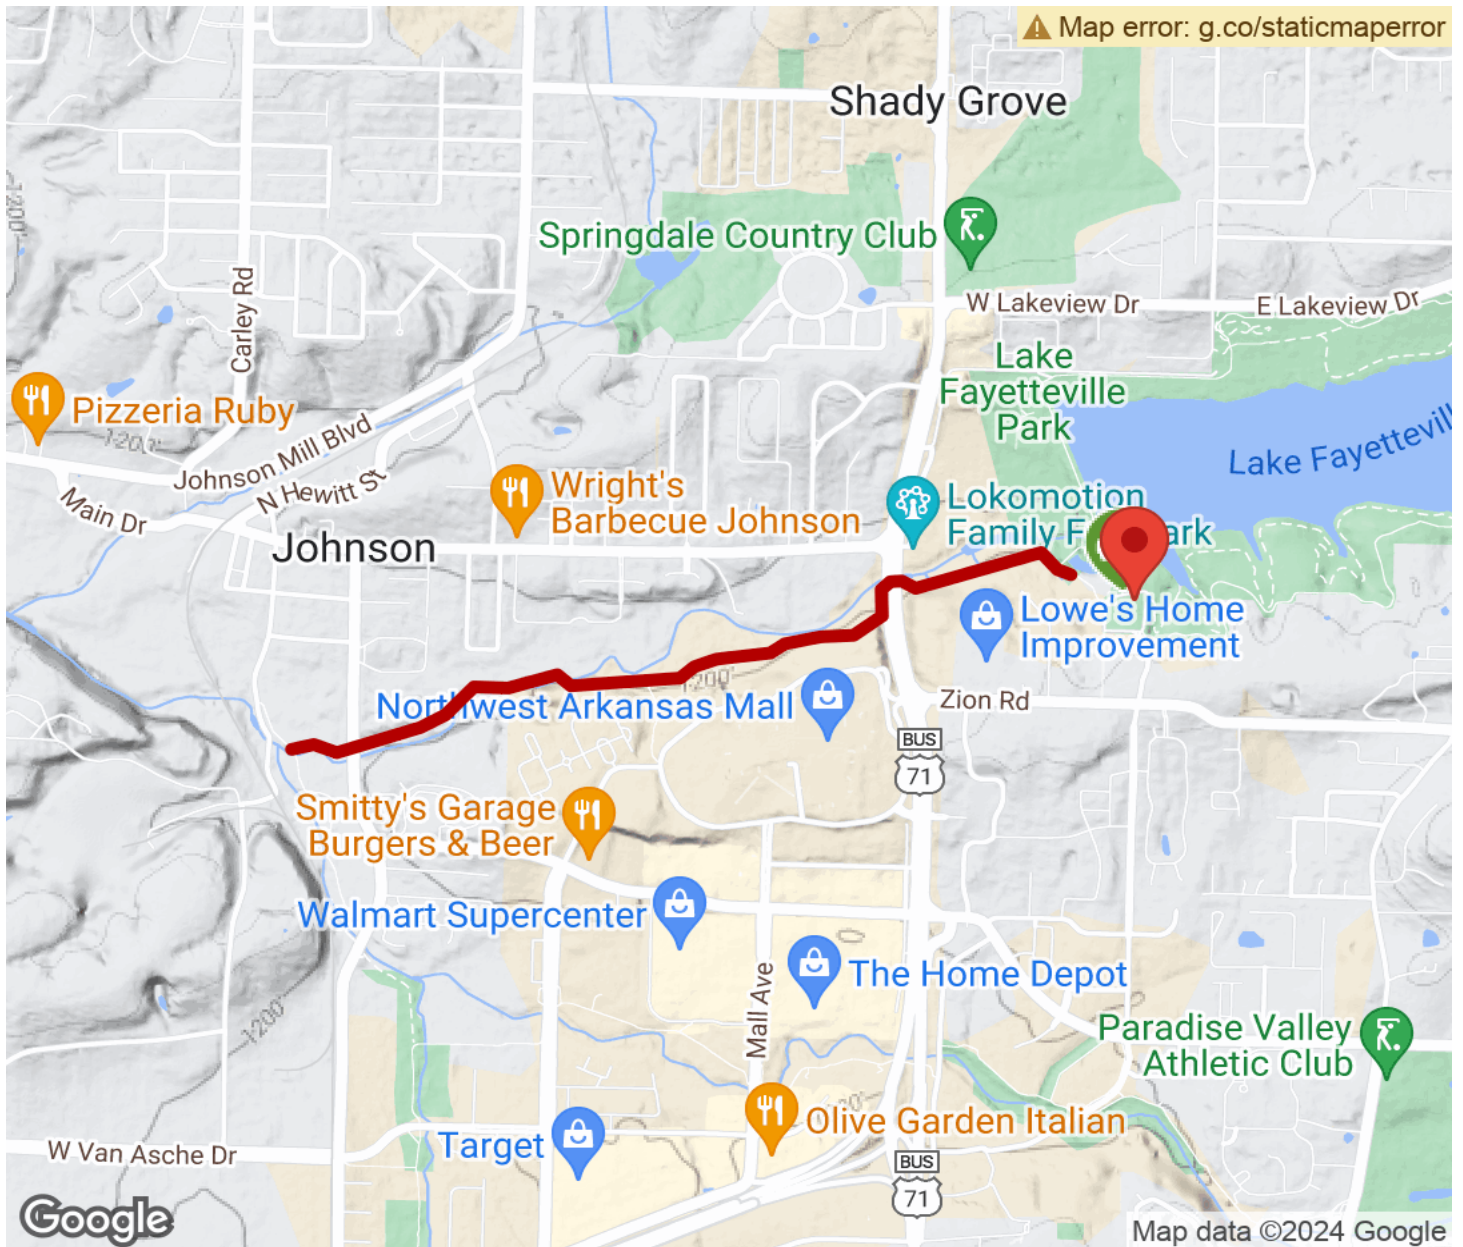 Map error: g.co/staticmaperror
Shady Grove
1200'
Springdale Country Club
Carley Rd
W Lakeview Dr
E Lakeview Dr
Lake
Fayetteville
Park
Pizzeria Ruby
1200'
Johnson Mill Blvd
Lake Fayettevill
N Hewitt St
Main Dr
Wright's
Barbecue Johnson
Lokomotion
Family F ark
Johnson
Lowe's Home
Improvement
1200'
Northwest Arkansas Mall
Zion Rd
BUS
71
Smitty's Garage
Burgers & Beer
Walmart Supercenter
The Home Depot
Mall Ave
1200
Paradise Valley
Athletic Club
Olive Garden Italian
Target
W Van Asche Dr
BUS
71
Google
Map data ©2024 Google